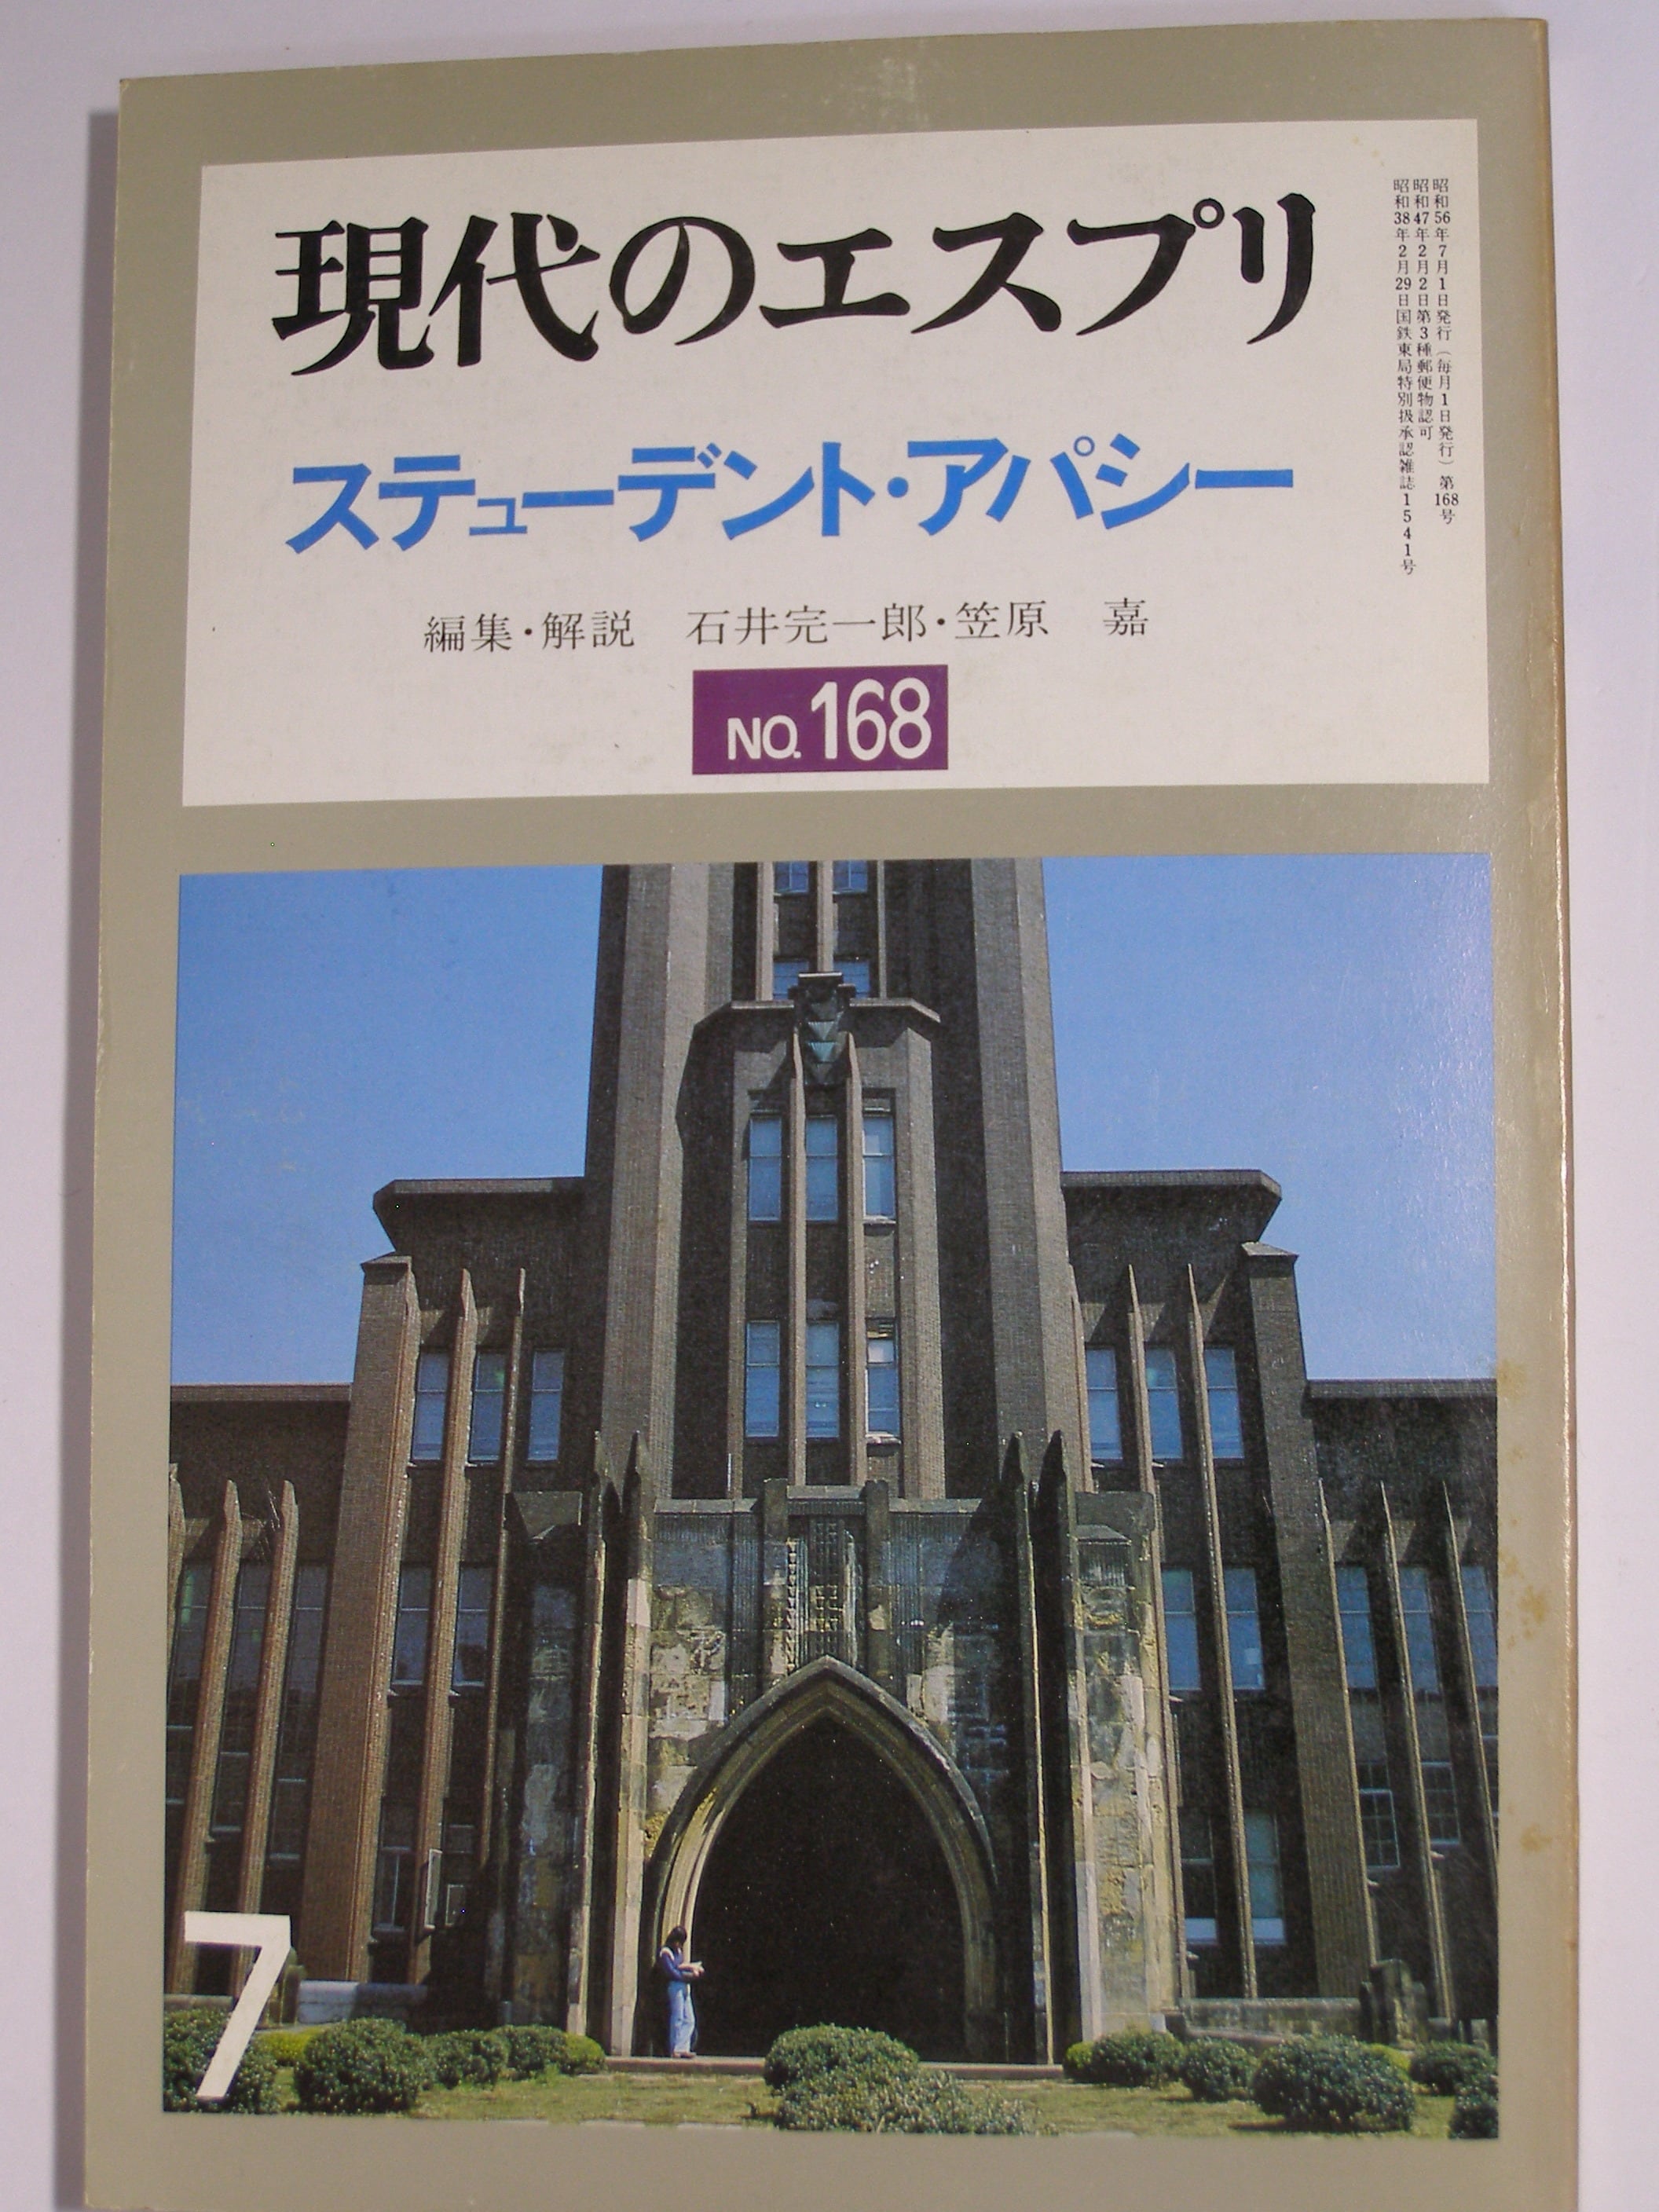 現代のエスプリ
ステューデント・アパシー
編集・解説　石井完一郎・笠原　嘉
NO.168
昭和56年7月1日発行（毎月1日発行）第168号
昭和47年2月2日第3種郵便物認可
昭和38年2月29日国鉄東局特別扱承認雑誌1541号
7